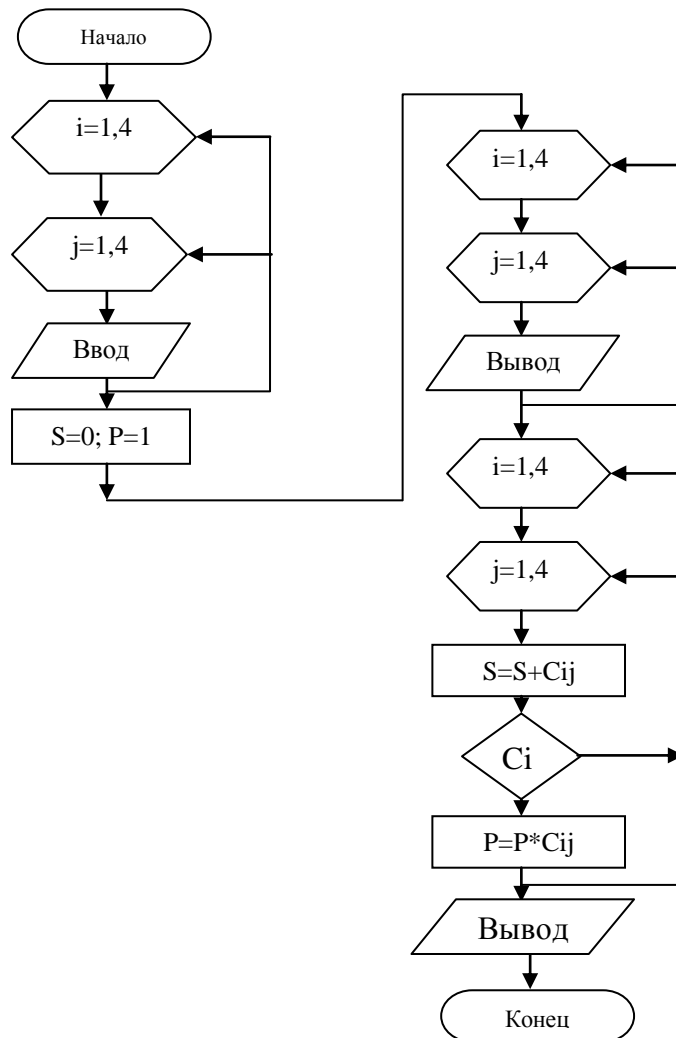 Начало
i=1,4
j=1,4
Ввод
S=0; P=1
i=1,4
j=1,4
Вывод
i=1,4
j=1,4
S=S+Cij
Ci
P=P*Cij
Вывод
Конец